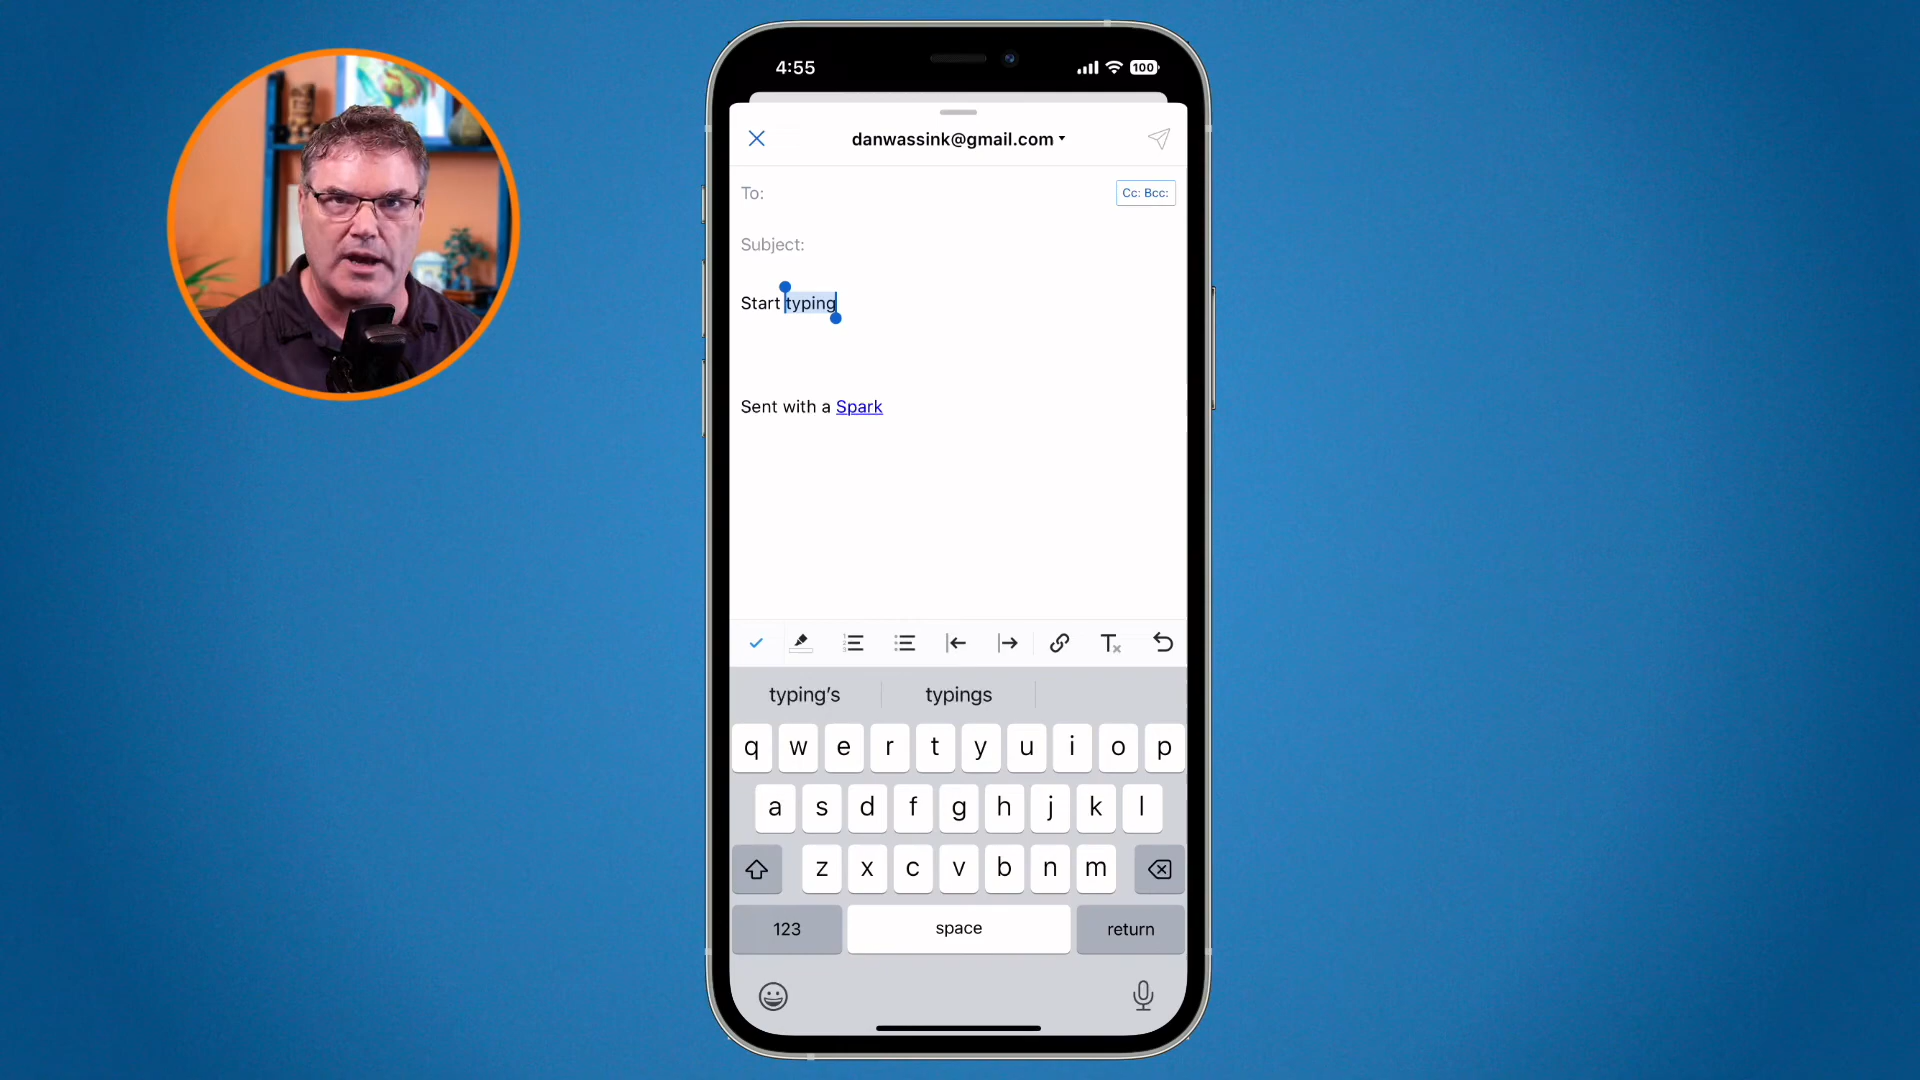 4:55
100
danwassink@gmail.com
To:
Cc: Bcc:
Subject:
Start typing
Sent with a Spark
typing's typings
q w e r t y u i o p
a s d f g h j k l
z x c v b n m
123 space return